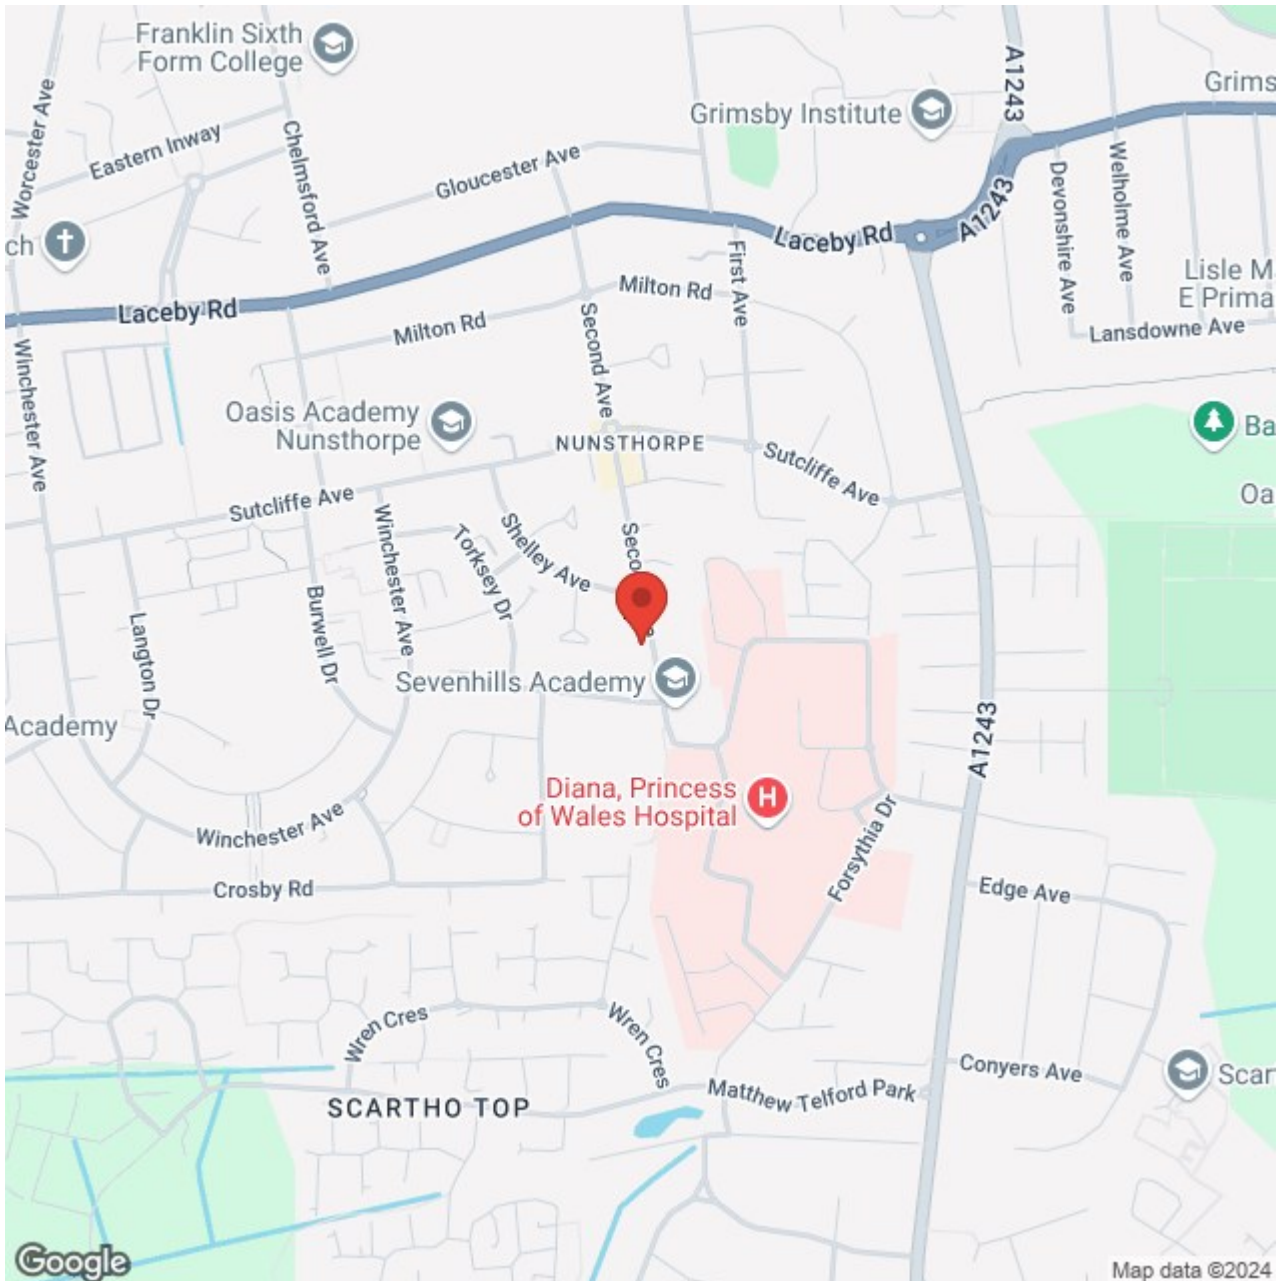 Franklin Sixth
Form College
A1243
Grims
Worcester Ave
Grimsby Institute
Eastern Inway
Chelmsford Ave
Gloucester Ave
Devonshire Ave
Welholme Ave
A1243
ch
Laceby Rd
First Ave
Lisle M
E Prima
Milton Rd
Laceby Rd
Milton Rd
Second Ave
Lansdowne Ave
Winchester Ave
Oasis Academy
Nunsthorpe
NUNSTHORPE
Ba
Sutcliffe Ave
Sutcliffe Ave
Oa
Winchester Ave
Torksey Dr
Shelley Ave
Seco
Burwell Dr
Langton Dr
Sevenhills Academy
Academy
A1243
Diana, Princess
of Wales Hospital
H
Winchester Ave
Forsythia Dr
Crosby Rd
Edge Ave
Wren Cres
Wren Cres
Conyers Ave
Scar
Matthew Telford Park
SCARTHO TOP
Google
Map data ©2024